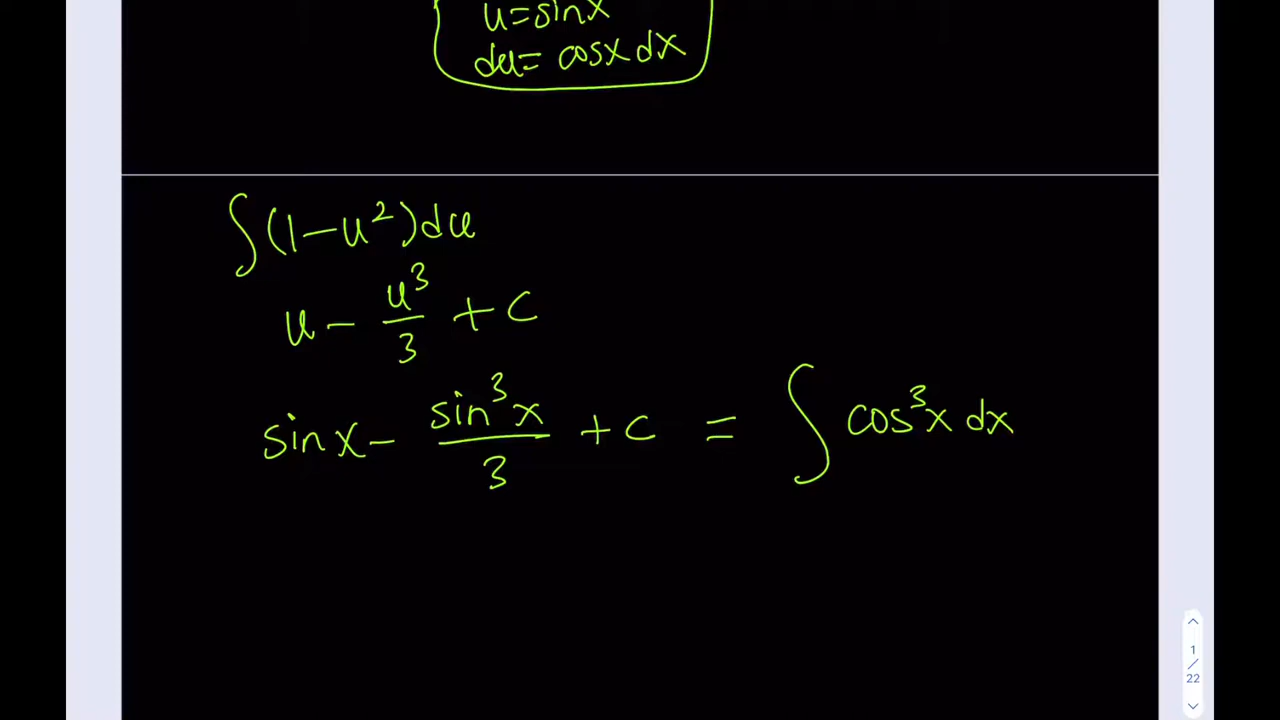 u=sinx
du= cosx dx
∫(1-u²)du
u - u³/3 + c
sinx - sin³x/3 + c = ∫ cos³x dx
1
/
22